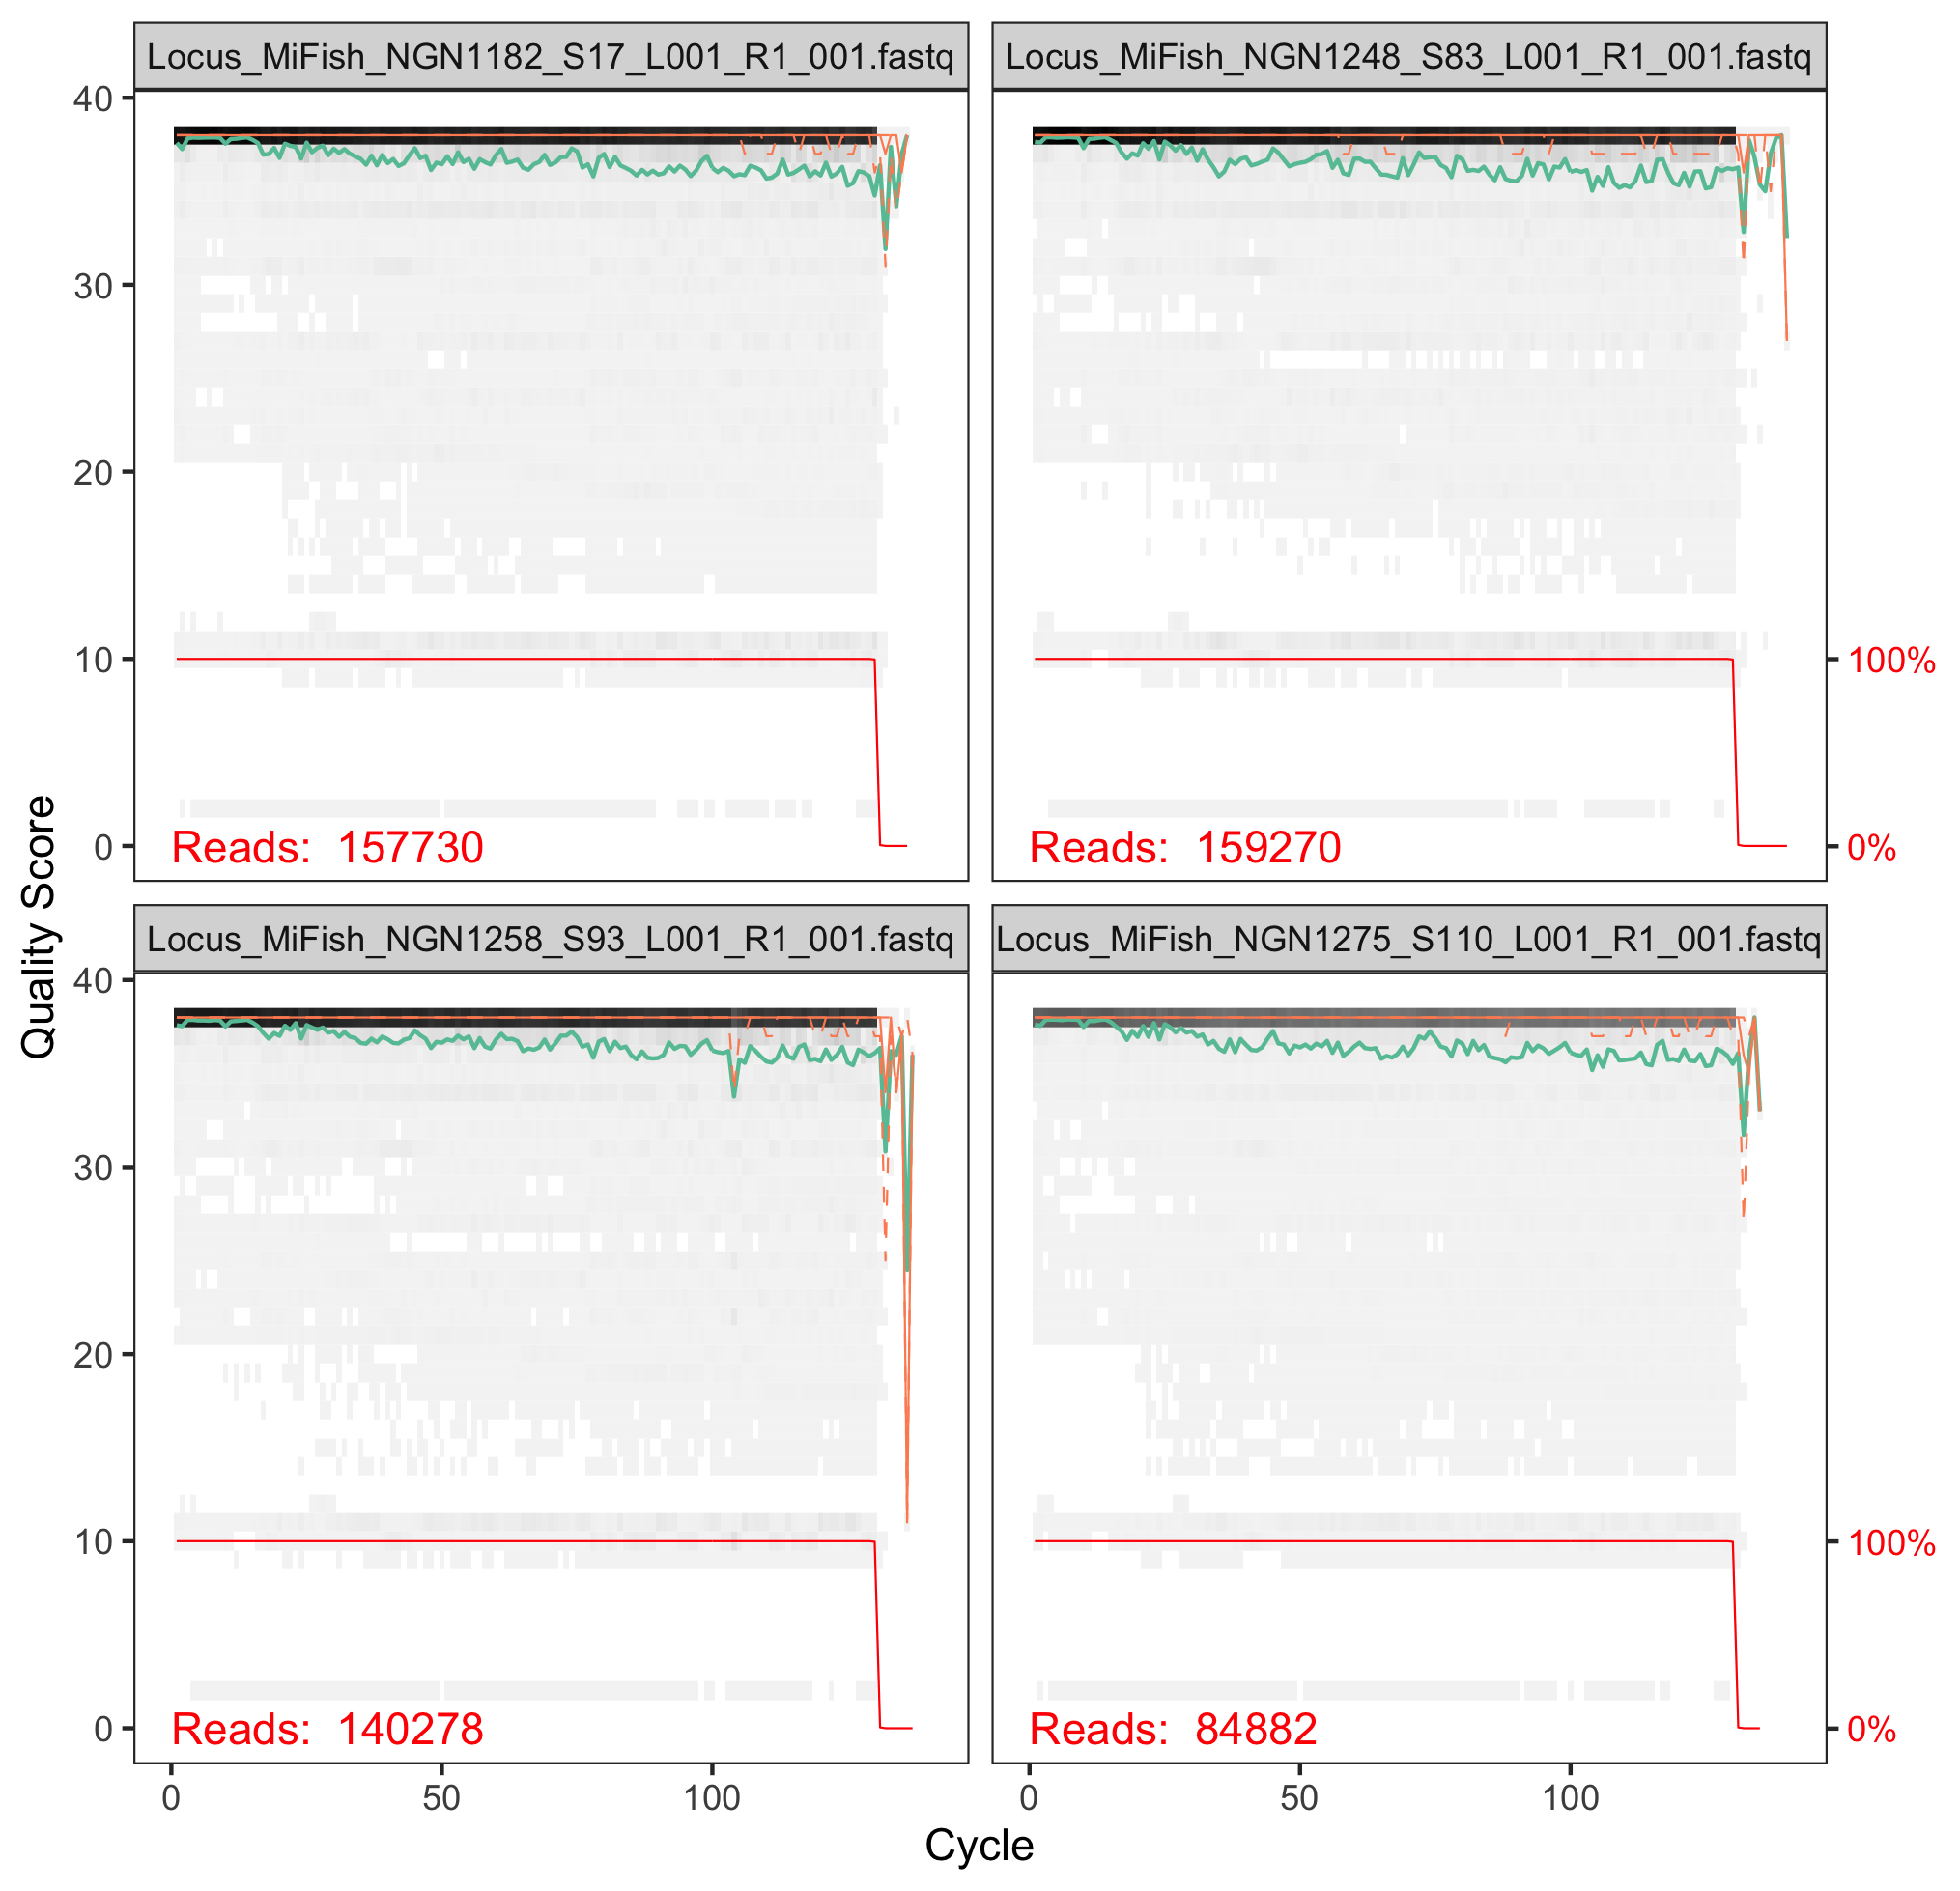 Locus_MiFish_NGN1182_S17_L001_R1_001.fastq
Locus_MiFish_NGN1248_S83_L001_R1_001.fastq
40
30
20
10
0
Reads: 157730
Reads: 159270
100%
0%
Quality Score
Locus_MiFish_NGN1258_S93_L001_R1_001.fastq
Locus_MiFish_NGN1275_S110_L001_R1_001.fastq
40
30
20
10
0
Reads: 140278
Reads: 84882
100%
0%
0 50 100
0 50 100
Cycle